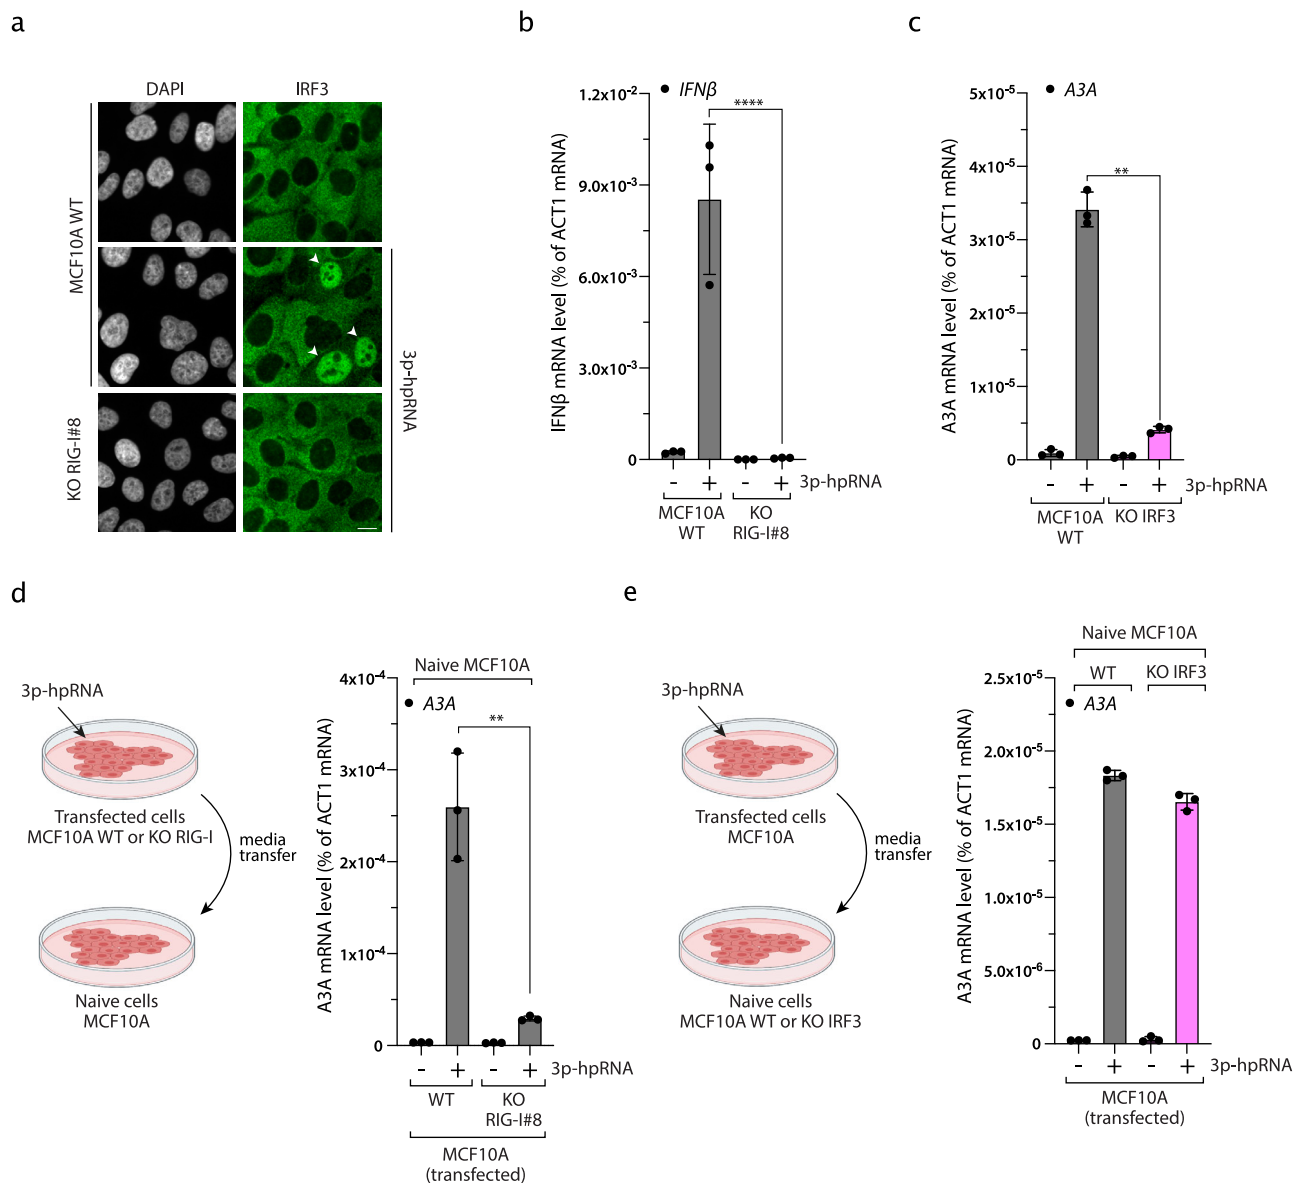 a
DAPI
IRF3
MCF10A WT
KO RIG-I#8
3p-hpRNA
b
IFNβ
****
IFNβ mRNA level (% of ACT1 mRNA)
1.2x10⁻²
9.0x10⁻³
6.0x10⁻³
3.0x10⁻³
0
- + - + 3p-hpRNA
MCF10A
WT
KO
RIG-I#8
c
A3A
**
A3A mRNA level (% of ACT1 mRNA)
5x10⁻⁵
4x10⁻⁵
3x10⁻⁵
2x10⁻⁵
1x10⁻⁵
0
- + - + 3p-hpRNA
MCF10A
WT
KO IRF3
d
3p-hpRNA
Transfected cells
MCF10A WT or KO RIG-I
media
transfer
Naive cells
MCF10A
Naive MCF10A
A3A
**
A3A mRNA level (% of ACT1 mRNA)
4x10⁻⁴
3x10⁻⁴
2x10⁻⁴
1x10⁻⁴
0
- + - + 3p-hpRNA
WT
KO
RIG-I#8
MCF10A
(transfected)
e
3p-hpRNA
Transfected cells
MCF10A
media
transfer
Naive cells
MCF10A WT or KO IRF3
Naive MCF10A
WT KO IRF3
A3A
A3A mRNA level (% of ACT1 mRNA)
2.5x10⁻⁵
2.0x10⁻⁵
1.5x10⁻⁵
1.0x10⁻⁵
5.0x10⁻⁶
0
- + - + 3p-hpRNA
MCF10A
(transfected)